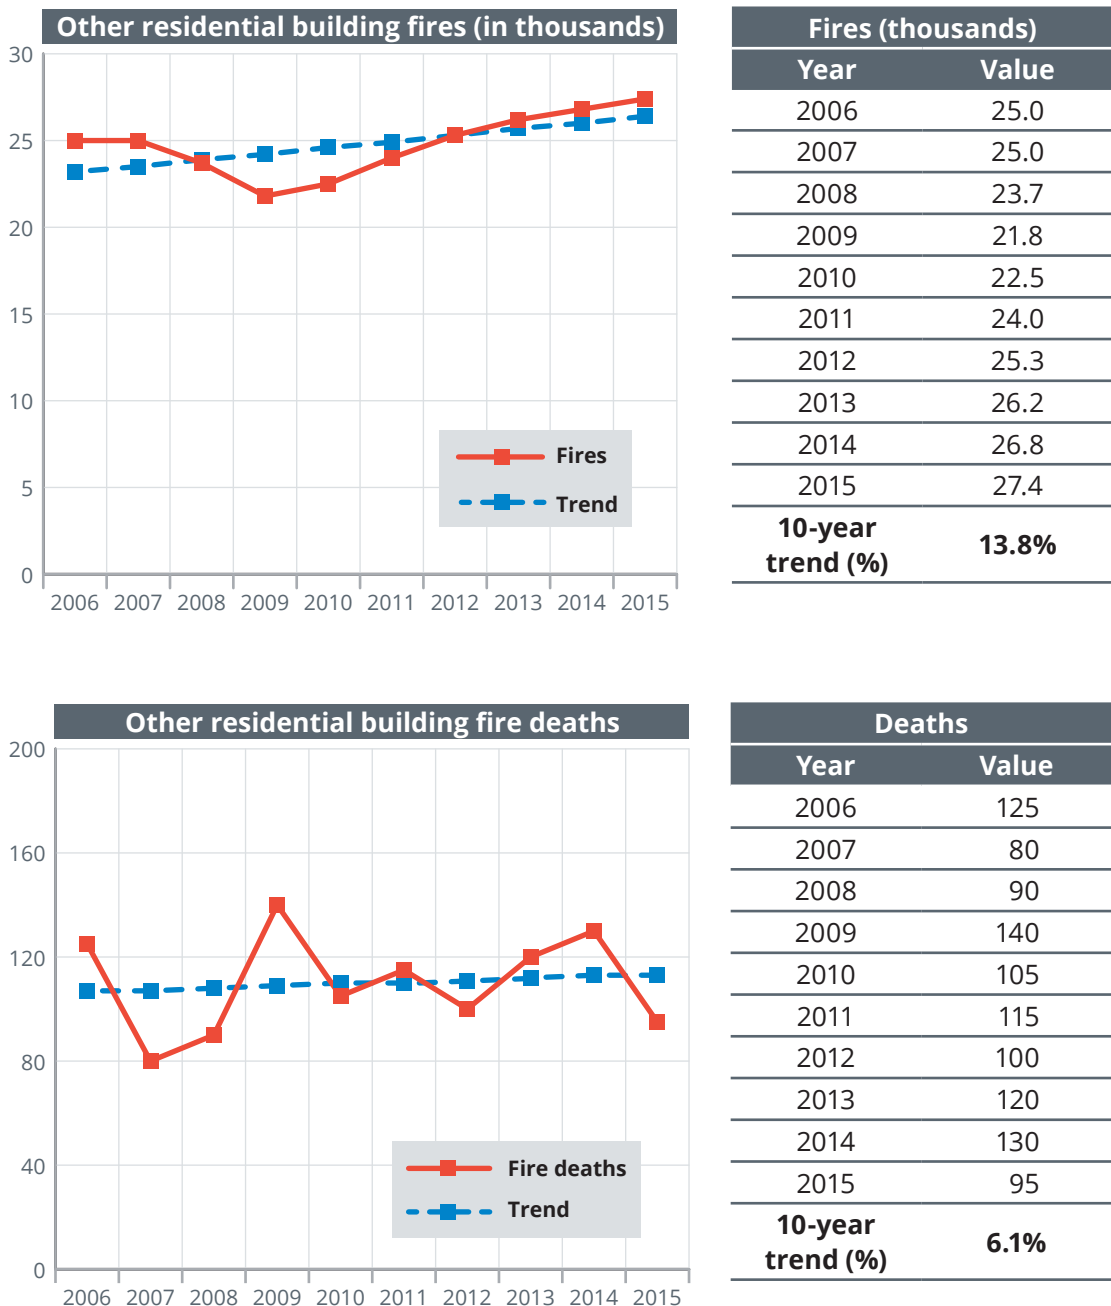 Other residential building fires (in thousands)
30
25
20
15
10
5
0
Fires
Trend
2006 2007 2008 2009 2010 2011 2012 2013 2014 2015
Fires (thousands)
Year Value
2006 25.0
2007 25.0
2008 23.7
2009 21.8
2010 22.5
2011 24.0
2012 25.3
2013 26.2
2014 26.8
2015 27.4
10-year
trend (%) 13.8%
Other residential building fire deaths
200
160
120
80
40
0
Fire deaths
Trend
2006 2007 2008 2009 2010 2011 2012 2013 2014 2015
Deaths
Year Value
2006 125
2007 80
2008 90
2009 140
2010 105
2011 115
2012 100
2013 120
2014 130
2015 95
10-year
trend (%) 6.1%